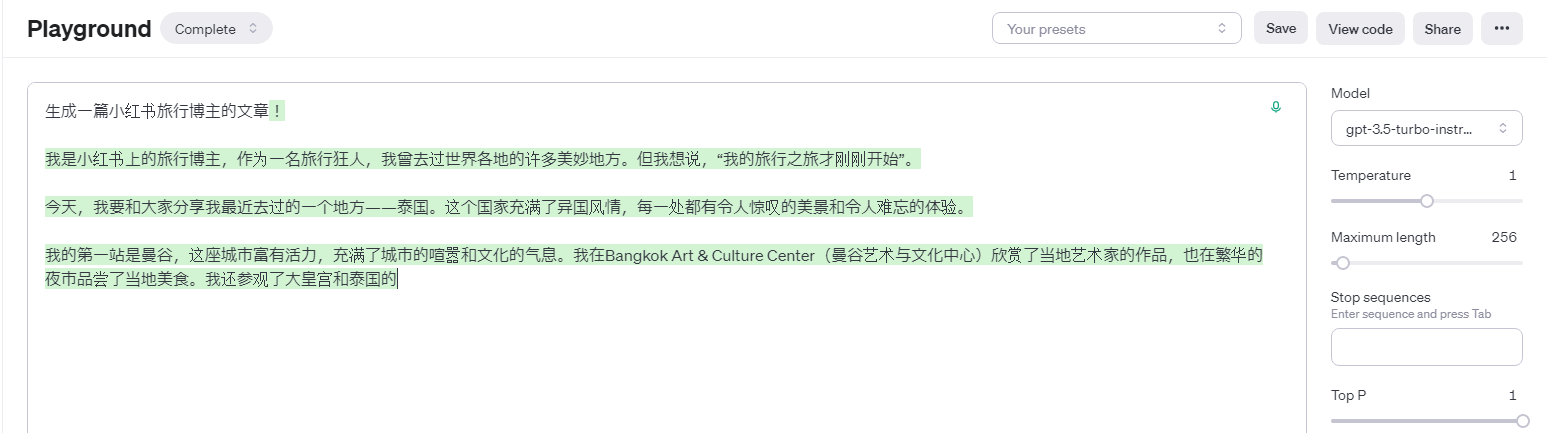 Playground
Complete
Your presets
Save
View code
Share
生成一篇小红书旅行博主的文章！
我是小红书上的旅行博主，作为一名旅行狂人，我曾去过世界各地的许多美妙地方。但我想说，“我的旅行之旅才刚刚开始”。
今天，我要和大家分享我最近去过的一个地方——泰国。这个国家充满了异国风情，每一处都有令人惊叹的美景和令人难忘的体验。
我的第一站是曼谷，这座城市富有活力，充满了城市的喧嚣和文化的气息。我在Bangkok Art & Culture Center（曼谷艺术与文化中心）欣赏了当地艺术家的作品，也在繁华的
夜市品尝了当地美食。我还参观了大皇宫和泰国的
Model
gpt-3.5-turbo-instr...
Temperature 1
Maximum length 256
Stop sequences
Enter sequence and press Tab
Top P 1